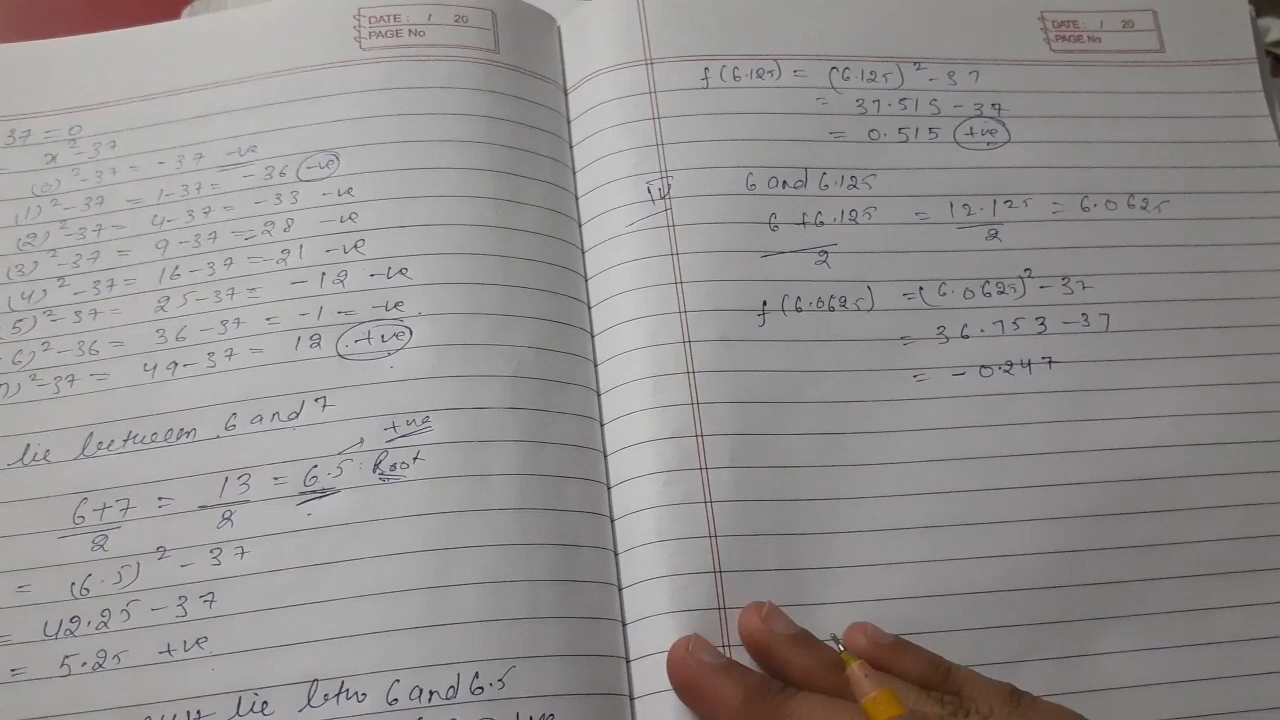 DATE: / 20
PAGE No
37 = 0
x² - 37
(0)² - 37 = - 37 -ve
(1)² - 37 = 1 - 37 = - 36 -ve
(2)² - 37 = 4 - 37 = - 33 -ve
(3)² - 37 = 9 - 37 = - 28 -ve
(4)² - 37 = 16 - 37 = - 21 -ve
5)² - 37 = 25 - 37 = - 12 -ve
6)² - 36 = 36 - 37 = - 1 = -ve.
)² - 37 = 49 - 37 = 12 +ve
lie between 6 and 7
+ve
6+7/2 = 13/2 = 6.5: Root
= (6.5)² - 37
= 42.25 - 37
= 5.25 +ve
lie 6 and 6.5
DATE: / 20
PAGE No
f(6.125) = (6.125)² - 37
= 37.515 - 37
= 0.515 +ve
IV 6 and 6.125
6 + 6.125/2 = 12.125/2 = 6.0625
f(6.0625) = (6.0625)² - 37
= 36.753 - 37
= - 0.247